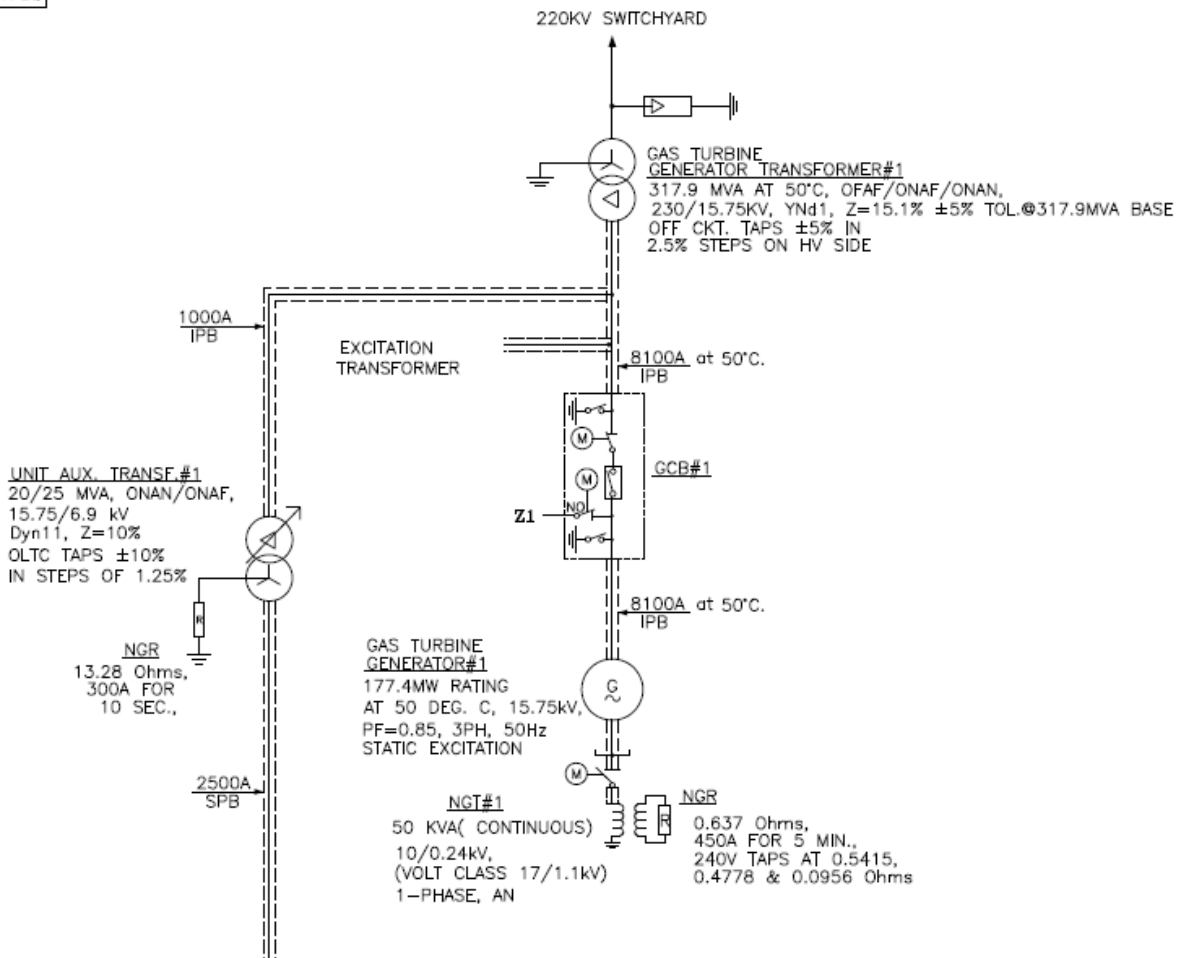 220KV SWITCHYARD
GAS TURBINE
GENERATOR TRANSFORMER#1
317.9 MVA AT 50°C, OFAF/ONAF/ONAN,
230/15.75KV, YNd1, Z=15.1% ±5% TOL.@317.9MVA BASE
OFF CKT. TAPS ±5% IN
2.5% STEPS ON HV SIDE
1000A
IPB
EXCITATION
TRANSFORMER
8100A at 50°C.
IPB
M
GCB#1
M
NO
Z1
UNIT AUX. TRANSF.#1
20/25 MVA, ONAN/ONAF,
15.75/6.9 kV
Dyn11, Z=10%
OLTC TAPS ±10%
IN STEPS OF 1.25%
R
NGR
13.28 Ohms,
300A FOR
10 SEC.,
8100A at 50°C.
IPB
GAS TURBINE
GENERATOR#1
177.4MW RATING
AT 50 DEG. C, 15.75kV,
PF=0.85, 3PH, 50Hz
STATIC EXCITATION
G
M
2500A
SPB
NGT#1
50 KVA( CONTINUOUS)
10/0.24kV,
(VOLT CLASS 17/1.1kV)
1-PHASE, AN
R
NGR
0.637 Ohms,
450A FOR 5 MIN.,
240V TAPS AT 0.5415,
0.4778 & 0.0956 Ohms